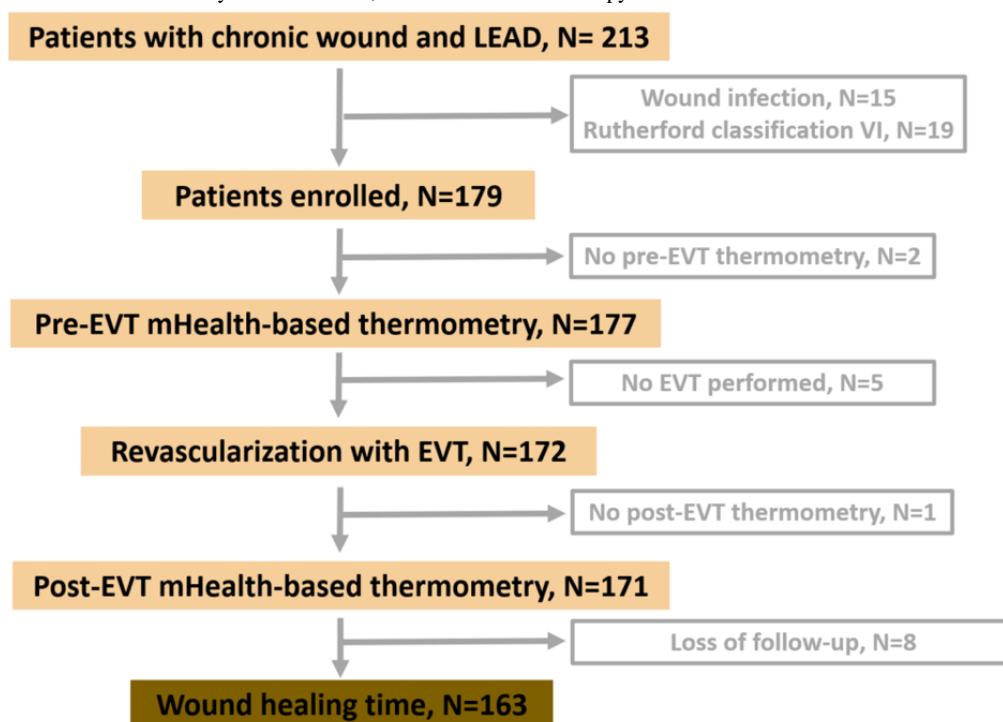 Patients with chronic wound and LEAD, N= 213
Wound infection, N=15
Rutherford classification VI, N=19
Patients enrolled, N=179
No pre-EVT thermometry, N=2
Pre-EVT mHealth-based thermometry, N=177
No EVT performed, N=5
Revascularization with EVT, N=172
No post-EVT thermometry, N=1
Post-EVT mHealth-based thermometry, N=171
Loss of follow-up, N=8
Wound healing time, N=163